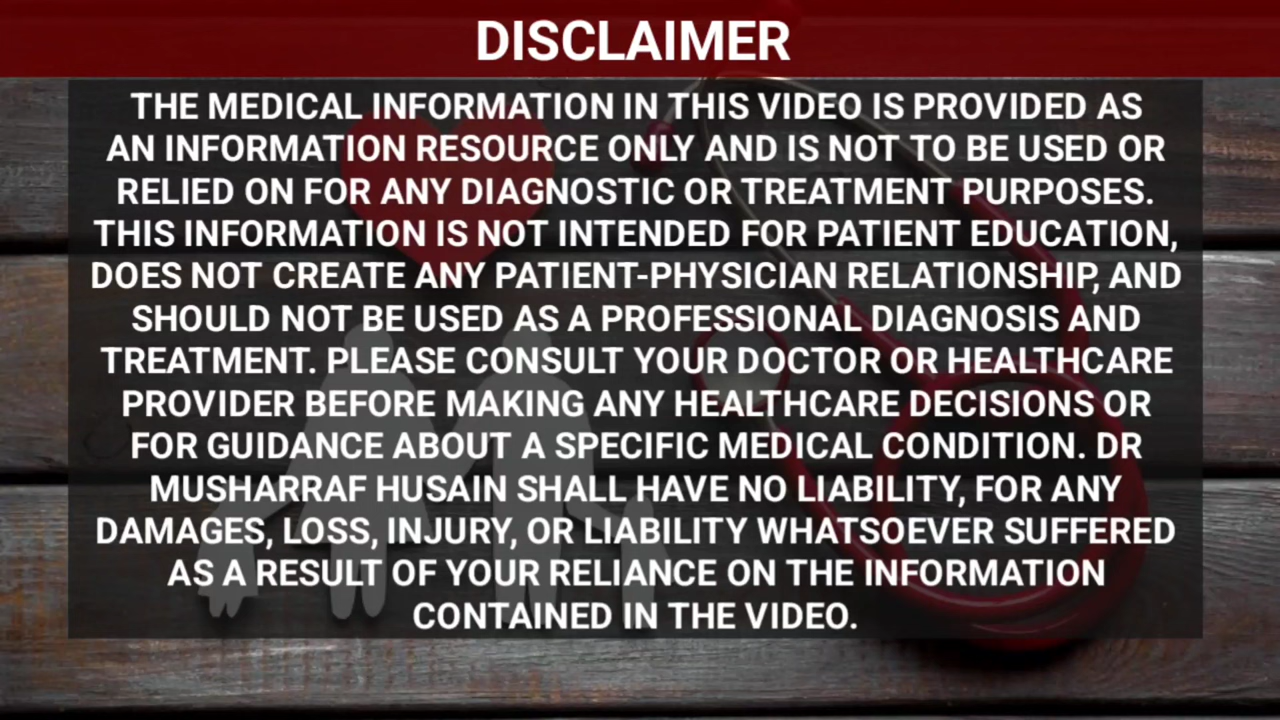 DISCLAIMER
THE MEDICAL INFORMATION IN THIS VIDEO IS PROVIDED AS
AN INFORMATION RESOURCE ONLY AND IS NOT TO BE USED OR
RELIED ON FOR ANY DIAGNOSTIC OR TREATMENT PURPOSES.
THIS INFORMATION IS NOT INTENDED FOR PATIENT EDUCATION,
DOES NOT CREATE ANY PATIENT-PHYSICIAN RELATIONSHIP, AND
SHOULD NOT BE USED AS A PROFESSIONAL DIAGNOSIS AND
TREATMENT. PLEASE CONSULT YOUR DOCTOR OR HEALTHCARE
PROVIDER BEFORE MAKING ANY HEALTHCARE DECISIONS OR
FOR GUIDANCE ABOUT A SPECIFIC MEDICAL CONDITION. DR
MUSHARRAF HUSAIN SHALL HAVE NO LIABILITY, FOR ANY
DAMAGES, LOSS, INJURY, OR LIABILITY WHATSOEVER SUFFERED
AS A RESULT OF YOUR RELIANCE ON THE INFORMATION
CONTAINED IN THE VIDEO.